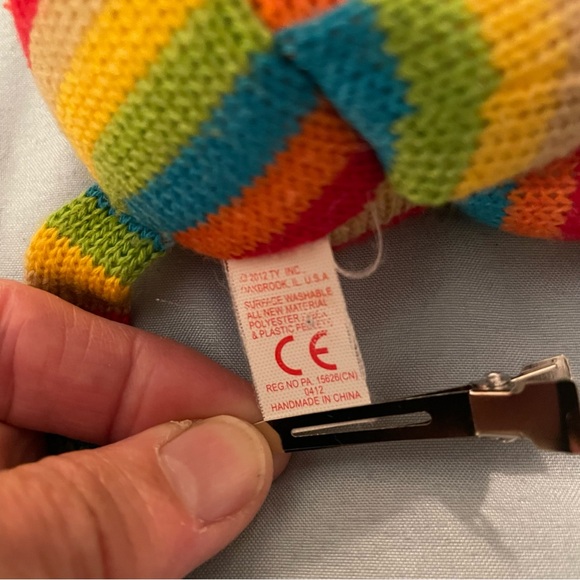 © 2012 TY INC.,
OAKBROOK, IL. U.S.A
SURFACE WASHABLE
ALL NEW MATERIAL
POLYESTER
& PLASTIC PELLETS
CE
REG.NO PA. 15626(CN)
0412
HANDMADE IN CHINA